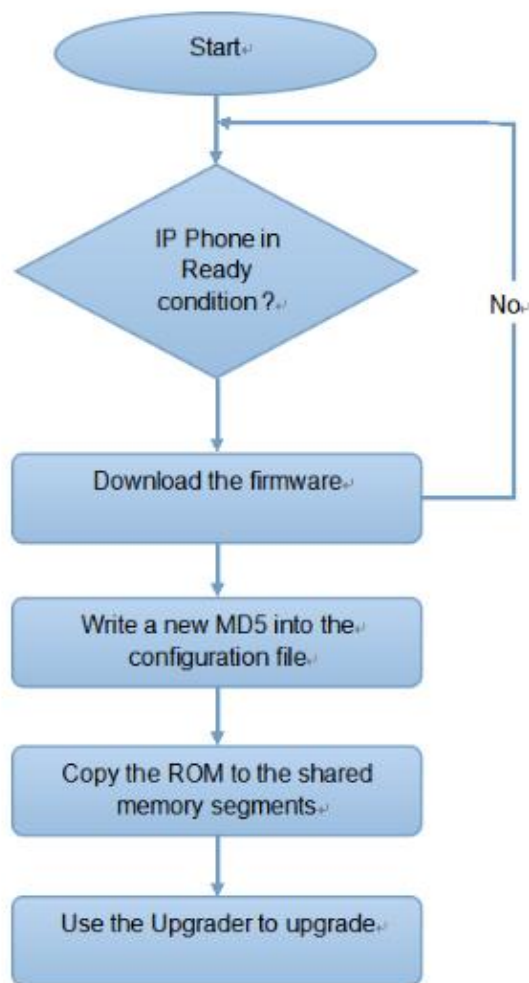 Start
IP Phone in
Ready
condition?
No
Download the firmware
Write a new MD5 into the
configuration file
Copy the ROM to the shared
memory segments
Use the Upgrader to upgrade